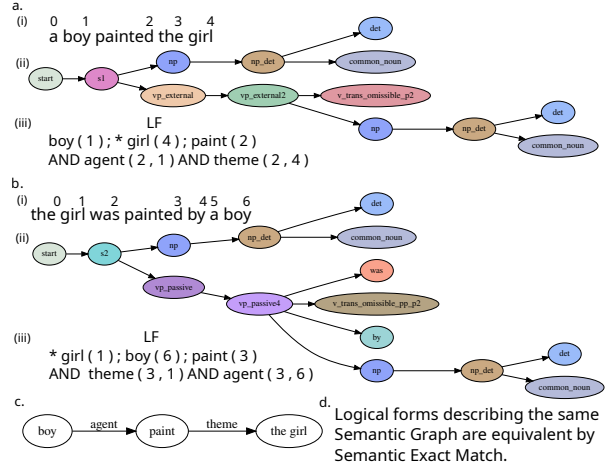 a.
(i) 0 1 2 3 4
a boy painted the girl
(ii)
start s1 np np_det det common_noun
vp_external vp_external2 v_trans_omissible_p2
np np_det det common_noun
(iii) LF
boy ( 1 ) ; * girl ( 4 ) ; paint ( 2 )
AND agent ( 2 , 1 ) AND theme ( 2 , 4 )
b.
(i) 0 1 2 3 4 5 6
the girl was painted by a boy
(ii)
start s2 np np_det det common_noun
vp_passive vp_passive4 was
v_trans_omissible_pp_p2
by
np np_det det common_noun
(iii) LF
* girl ( 1 ) ; boy ( 6 ) ; paint ( 3 )
AND theme ( 3 , 1 ) AND agent ( 3 , 6 )
c.
boy agent paint theme the girl
d.
Logical forms describing the same
Semantic Graph are equivalent by
Semantic Exact Match.